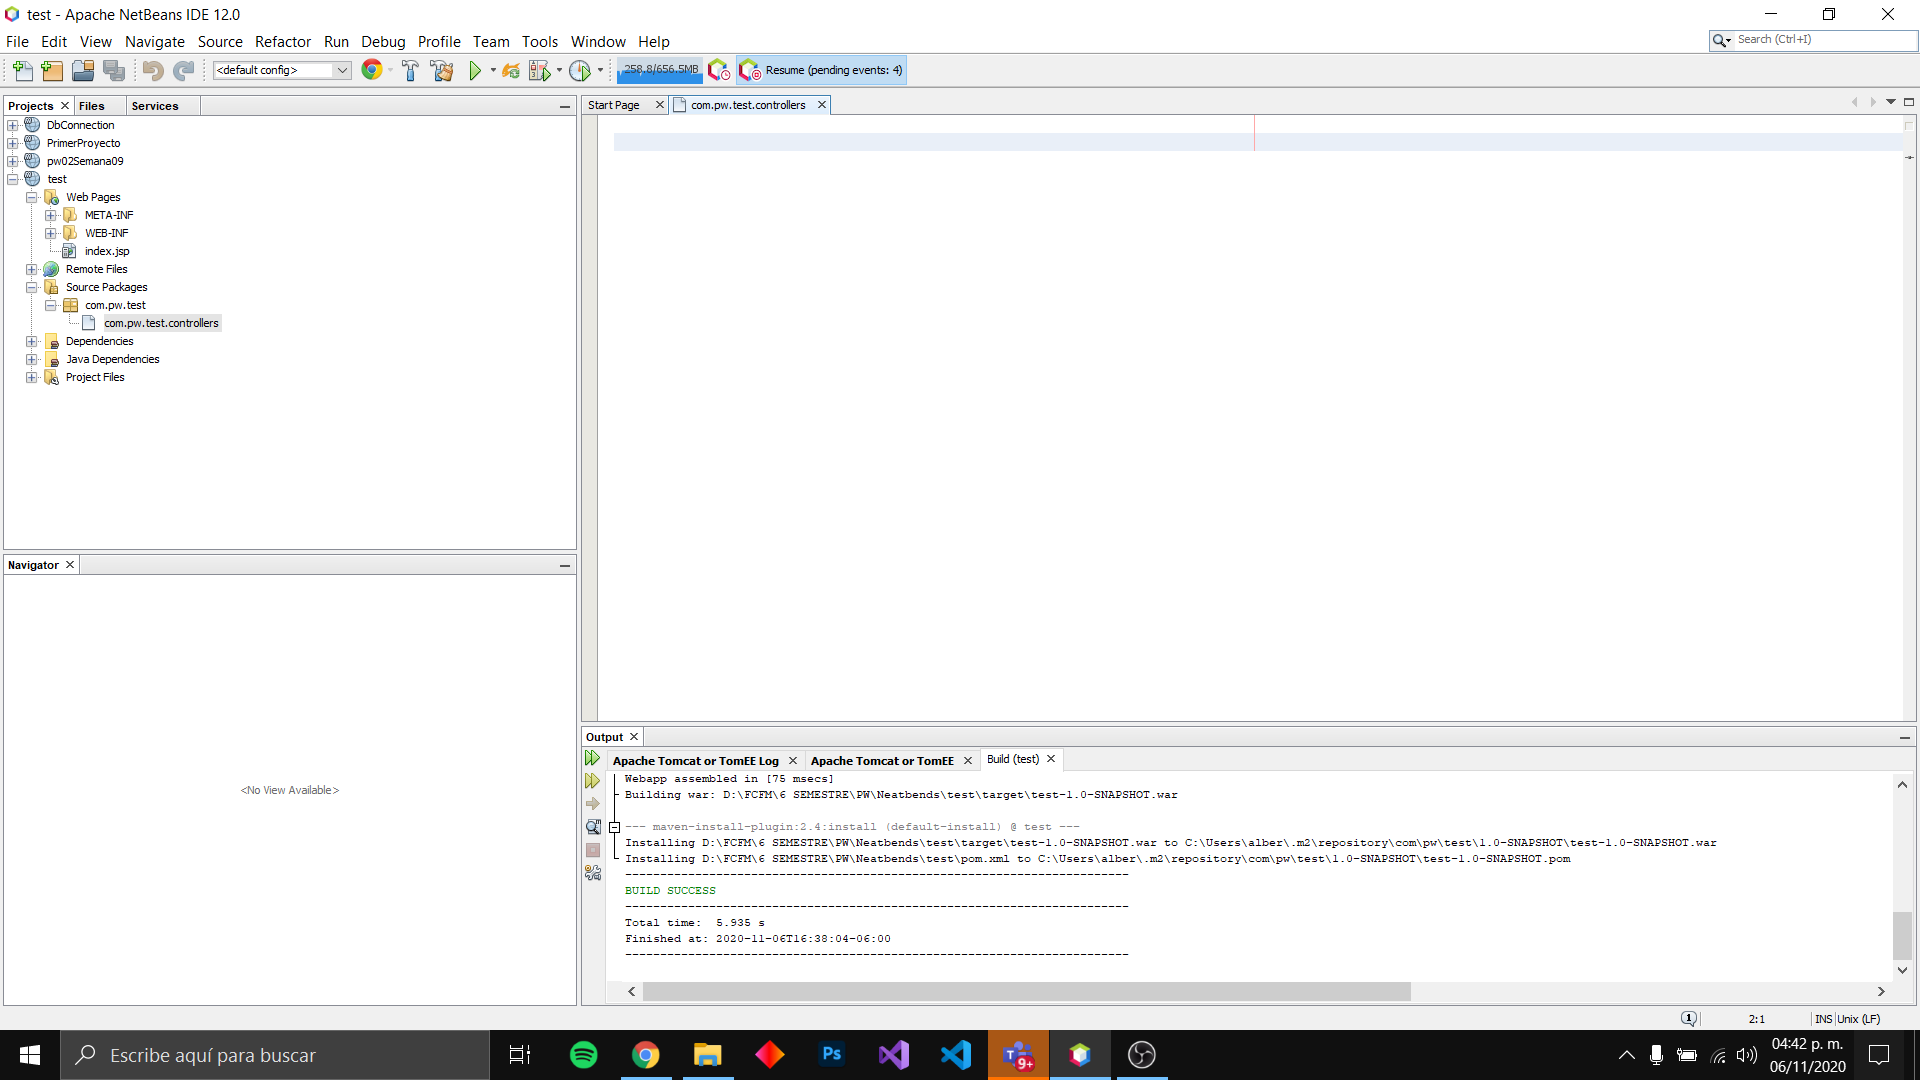 test - Apache NetBeans IDE 12.0
File Edit View Navigate Source Refactor Run Debug Profile Team Tools Window Help
Search (Ctrl+I)
<default config>
258.8/656.5MB
Resume (pending events: 4)
Projects Files Services
DbConnection
PrimerProyecto
pw02Semana09
test
Web Pages
META-INF
WEB-INF
index.jsp
Remote Files
Source Packages
com.pw.test
com.pw.test.controllers
Dependencies
Java Dependencies
Project Files
Navigator
<No View Available>
Start Page com.pw.test.controllers
Output
Apache Tomcat or TomEE Log Apache Tomcat or TomEE Build (test)
Webapp assembled in [75 msecs]
Building war: D:\FCFM\6 SEMESTRE\PW\Neatbends\test\target\test-1.0-SNAPSHOT.war
--- maven-install-plugin:2.4:install (default-install) @ test ---
Installing D:\FCFM\6 SEMESTRE\PW\Neatbends\test\target\test-1.0-SNAPSHOT.war to C:\Users\alber\.m2\repository\com\pw\test\1.0-SNAPSHOT\test-1.0-SNAPSHOT.war
Installing D:\FCFM\6 SEMESTRE\PW\Neatbends\test\pom.xml to C:\Users\alber\.m2\repository\com\pw\test\1.0-SNAPSHOT\test-1.0-SNAPSHOT.pom
------------------------------------------------------------------------
BUILD SUCCESS
------------------------------------------------------------------------
Total time:  5.935 s
Finished at: 2020-11-06T16:38:04-06:00
------------------------------------------------------------------------
1 2:1 INS Unix (LF)
Escribe aquí para buscar
Ps
9+
04:42 p. m.
06/11/2020